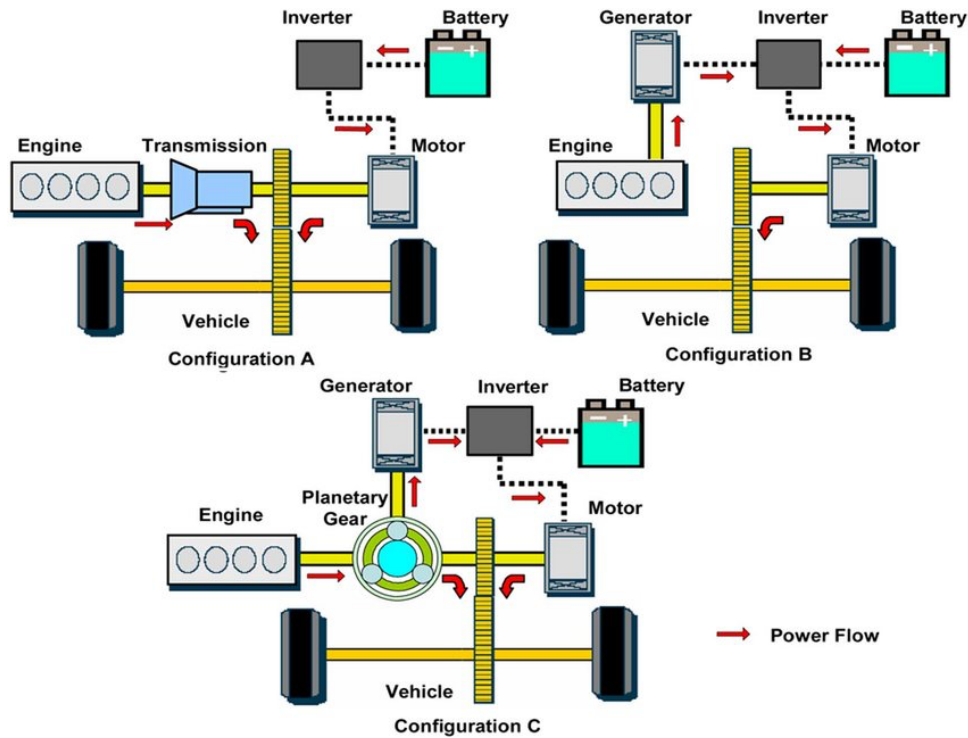 Inverter Battery
Engine Transmission Motor
Vehicle
Configuration A
Generator Inverter Battery
Engine Motor
Vehicle
Configuration B
Generator Inverter Battery
Planetary
Gear
Engine Motor
Vehicle
Configuration C
Power Flow